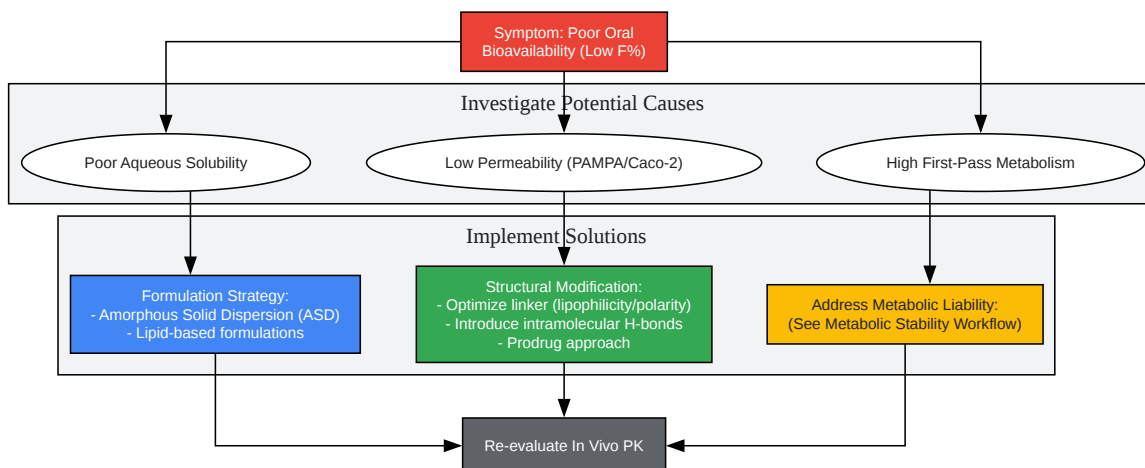 Symptom: Poor Oral
Bioavailability (Low F%)
Investigate Potential Causes
Poor Aqueous Solubility
Low Permeability (PAMPA/Caco-2)
High First-Pass Metabolism
Implement Solutions
Formulation Strategy:
- Amorphous Solid Dispersion (ASD)
- Lipid-based formulations
Structural Modification:
- Optimize linker (lipophilicity/polarity)
- Introduce intramolecular H-bonds
- Prodrug approach
Address Metabolic Liability:
(See Metabolic Stability Workflow)
Re-evaluate In Vivo PK